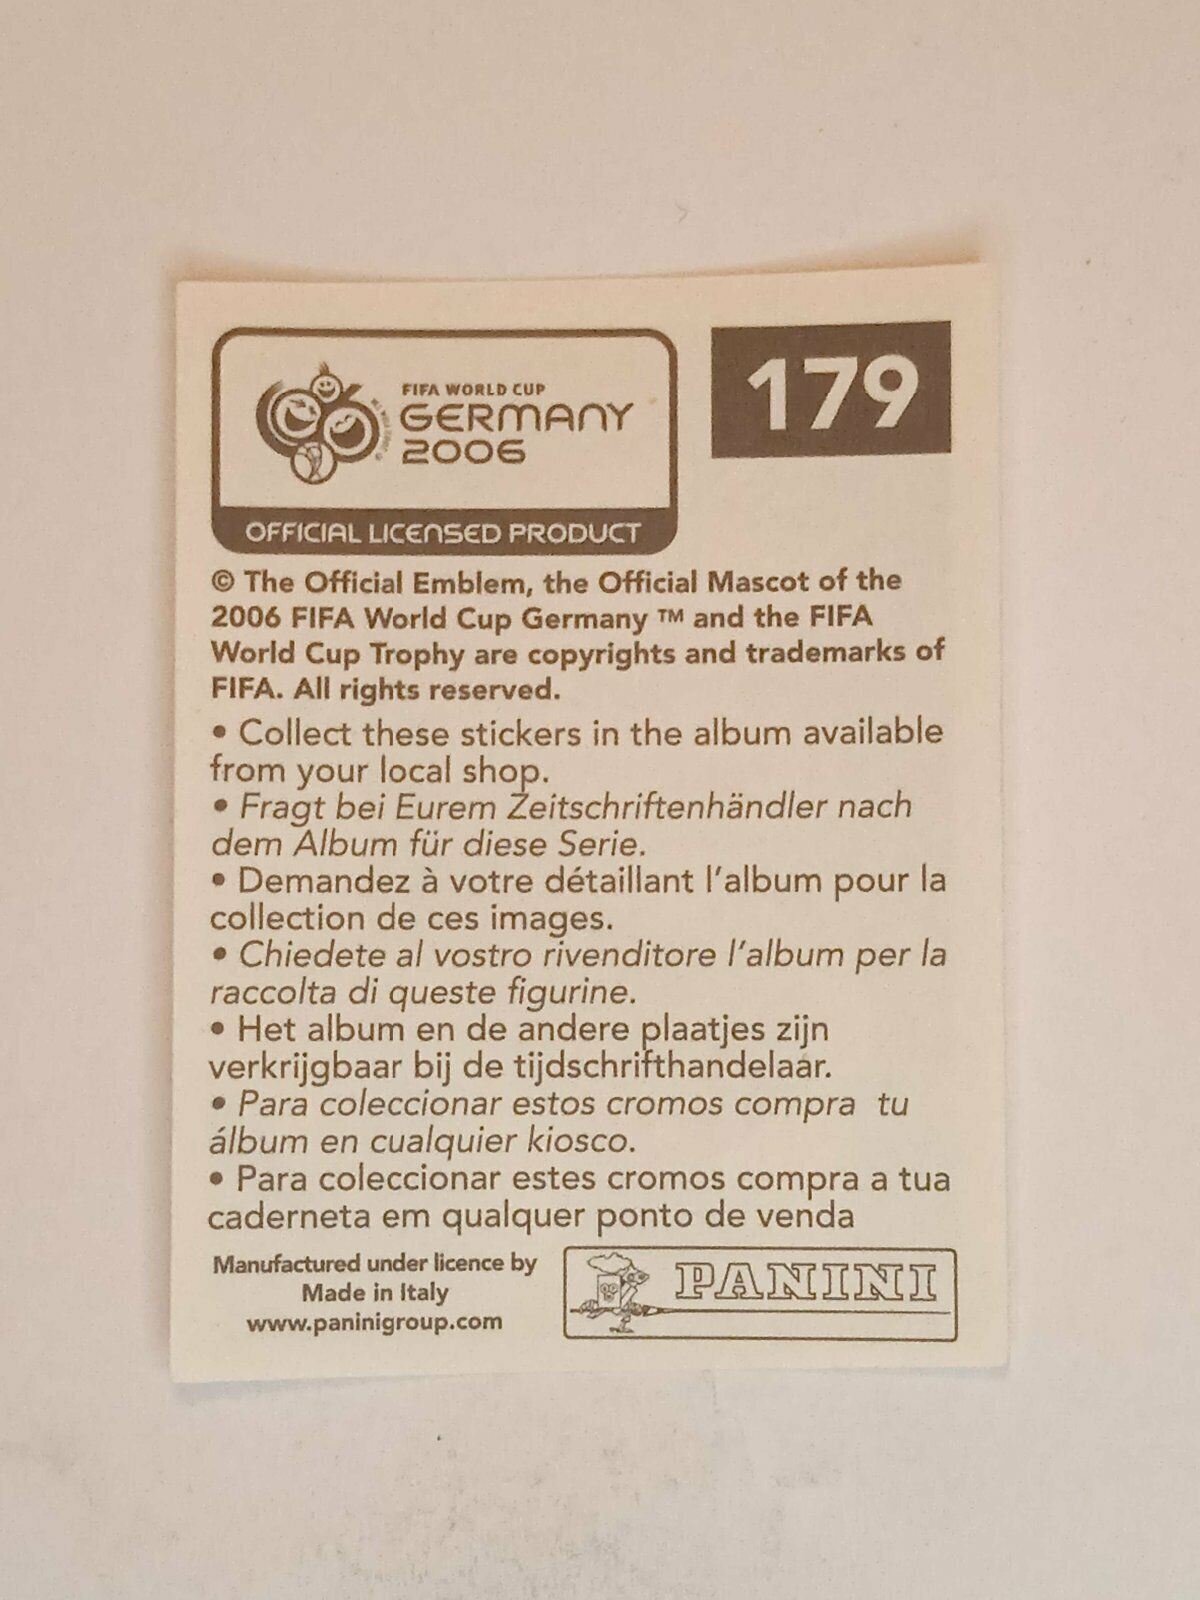 FIFA WORLD CUP
GERMANY
2006
OFFICIAL LICENSED PRODUCT
179
© The Official Emblem, the Official Mascot of the
2006 FIFA World Cup Germany ™ and the FIFA
World Cup Trophy are copyrights and trademarks of
FIFA. All rights reserved.
• Collect these stickers in the album available
from your local shop.
• Fragt bei Eurem Zeitschriftenhändler nach
dem Album für diese Serie.
• Demandez à votre détaillant l'album pour la
collection de ces images.
• Chiedete al vostro rivenditore l'album per la
raccolta di queste figurine.
• Het album en de andere plaatjes zijn
verkrijgbaar bij de tijdschrifthandelaar.
• Para coleccionar estos cromos compra tu
álbum en cualquier kiosco.
• Para coleccionar estes cromos compra a tua
caderneta em qualquer ponto de venda
Manufactured under licence by
Made in Italy
www.paninigroup.com
PANINI